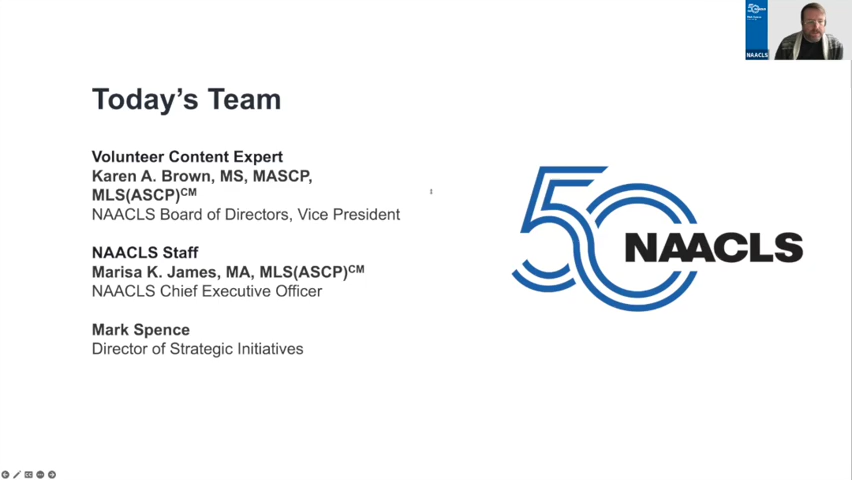 Today's Team
Volunteer Content Expert
Karen A. Brown, MS, MASCP,
MLS(ASCP)CM
NAACLS Board of Directors, Vice President
NAACLS Staff
Marisa K. James, MA, MLS(ASCP)CM
NAACLS Chief Executive Officer
Mark Spence
Director of Strategic Initiatives
50
NAACLS
50
NAACLS